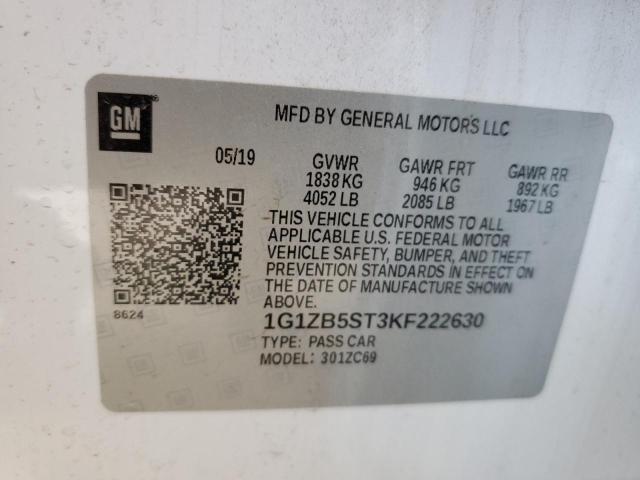 GM
MFD BY GENERAL MOTORS LLC
05/19 GVWR GAWR FRT GAWR RR
1838 KG 946 KG 892 KG
4052 LB 2085 LB 1967 LB
THIS VEHICLE CONFORMS TO ALL
APPLICABLE U.S. FEDERAL MOTOR
VEHICLE SAFETY, BUMPER, AND THEFT
PREVENTION STANDARDS IN EFFECT ON
THE DATE OF MANUFACTURE SHOWN
ABOVE.
8624
1G1ZB5ST3KF222630
TYPE: PASS CAR
MODEL: 301ZC69